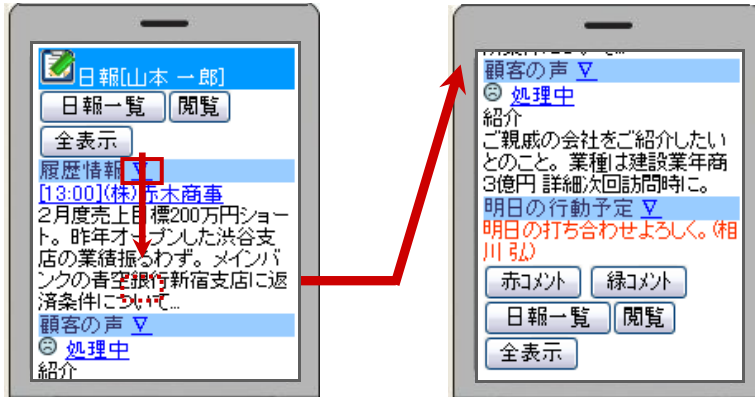 日報[山本 一郎]
日報一覧 閲覧
全表示
履歴情報 ▽
[13:00](株)赤木商事
2月度売上目標200万円ショー
ト。昨年オープンした渋谷支
店の業績振るわず。メインバ
ンクの青空銀行新宿支店に返
済条件について…
顧客の声 ▽
処理中
紹介
顧客の声 ▽
処理中
紹介
ご親戚の会社をご紹介したい
とのこと。業種は建設業年商
3億円 詳細次回訪問時に。
明日の行動予定 ▽
明日の打ち合わせよろしく。(相
川 弘)
赤コメント 緑コメント
日報一覧 閲覧
全表示